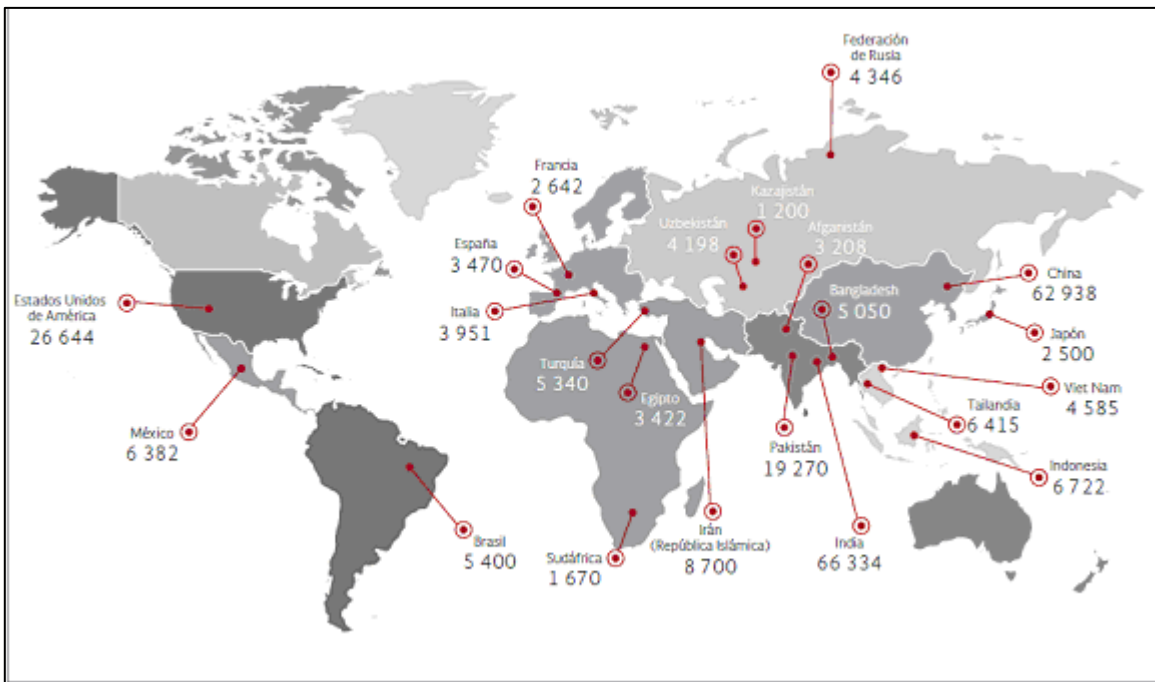 Federación
de Rusia
4 346
Francia
2 642
Kazajistán
1 200
Uzbekistán
4 198
Afganistán
3 208
España
3 470
China
62 938
Bangladesh
5 050
Estados Unidos
de América
26 644
Italia
3 951
Japón
2 500
Turquía
5 340
Egipto
3 422
Viet Nam
4 585
Tailandia
6 415
México
6 382
Pakistán
19 270
Indonesia
6 722
Brasil
5 400
Sudáfrica
1 670
Irán
(República Islámica)
8 700
India
66 334